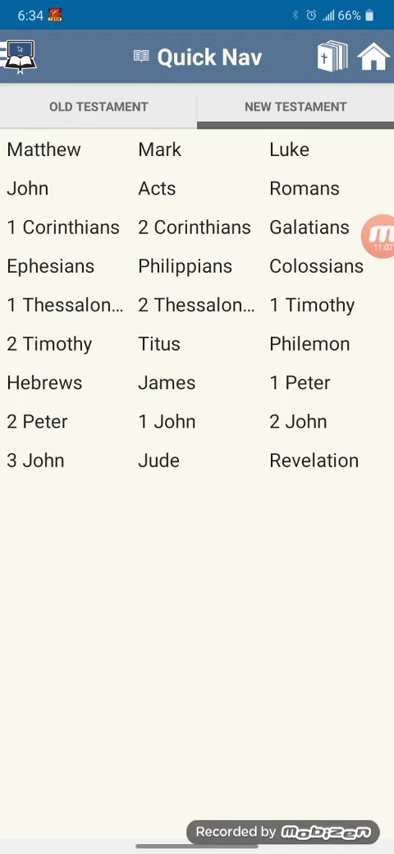 6:34 66%
Quick Nav
OLD TESTAMENT NEW TESTAMENT
Matthew Mark Luke
John Acts Romans
1 Corinthians 2 Corinthians Galatians
Ephesians Philippians Colossians
1 Thessalon... 2 Thessalon... 1 Timothy
2 Timothy Titus Philemon
Hebrews James 1 Peter
2 Peter 1 John 2 John
3 John Jude Revelation
m
11:07
Recorded by mobizen